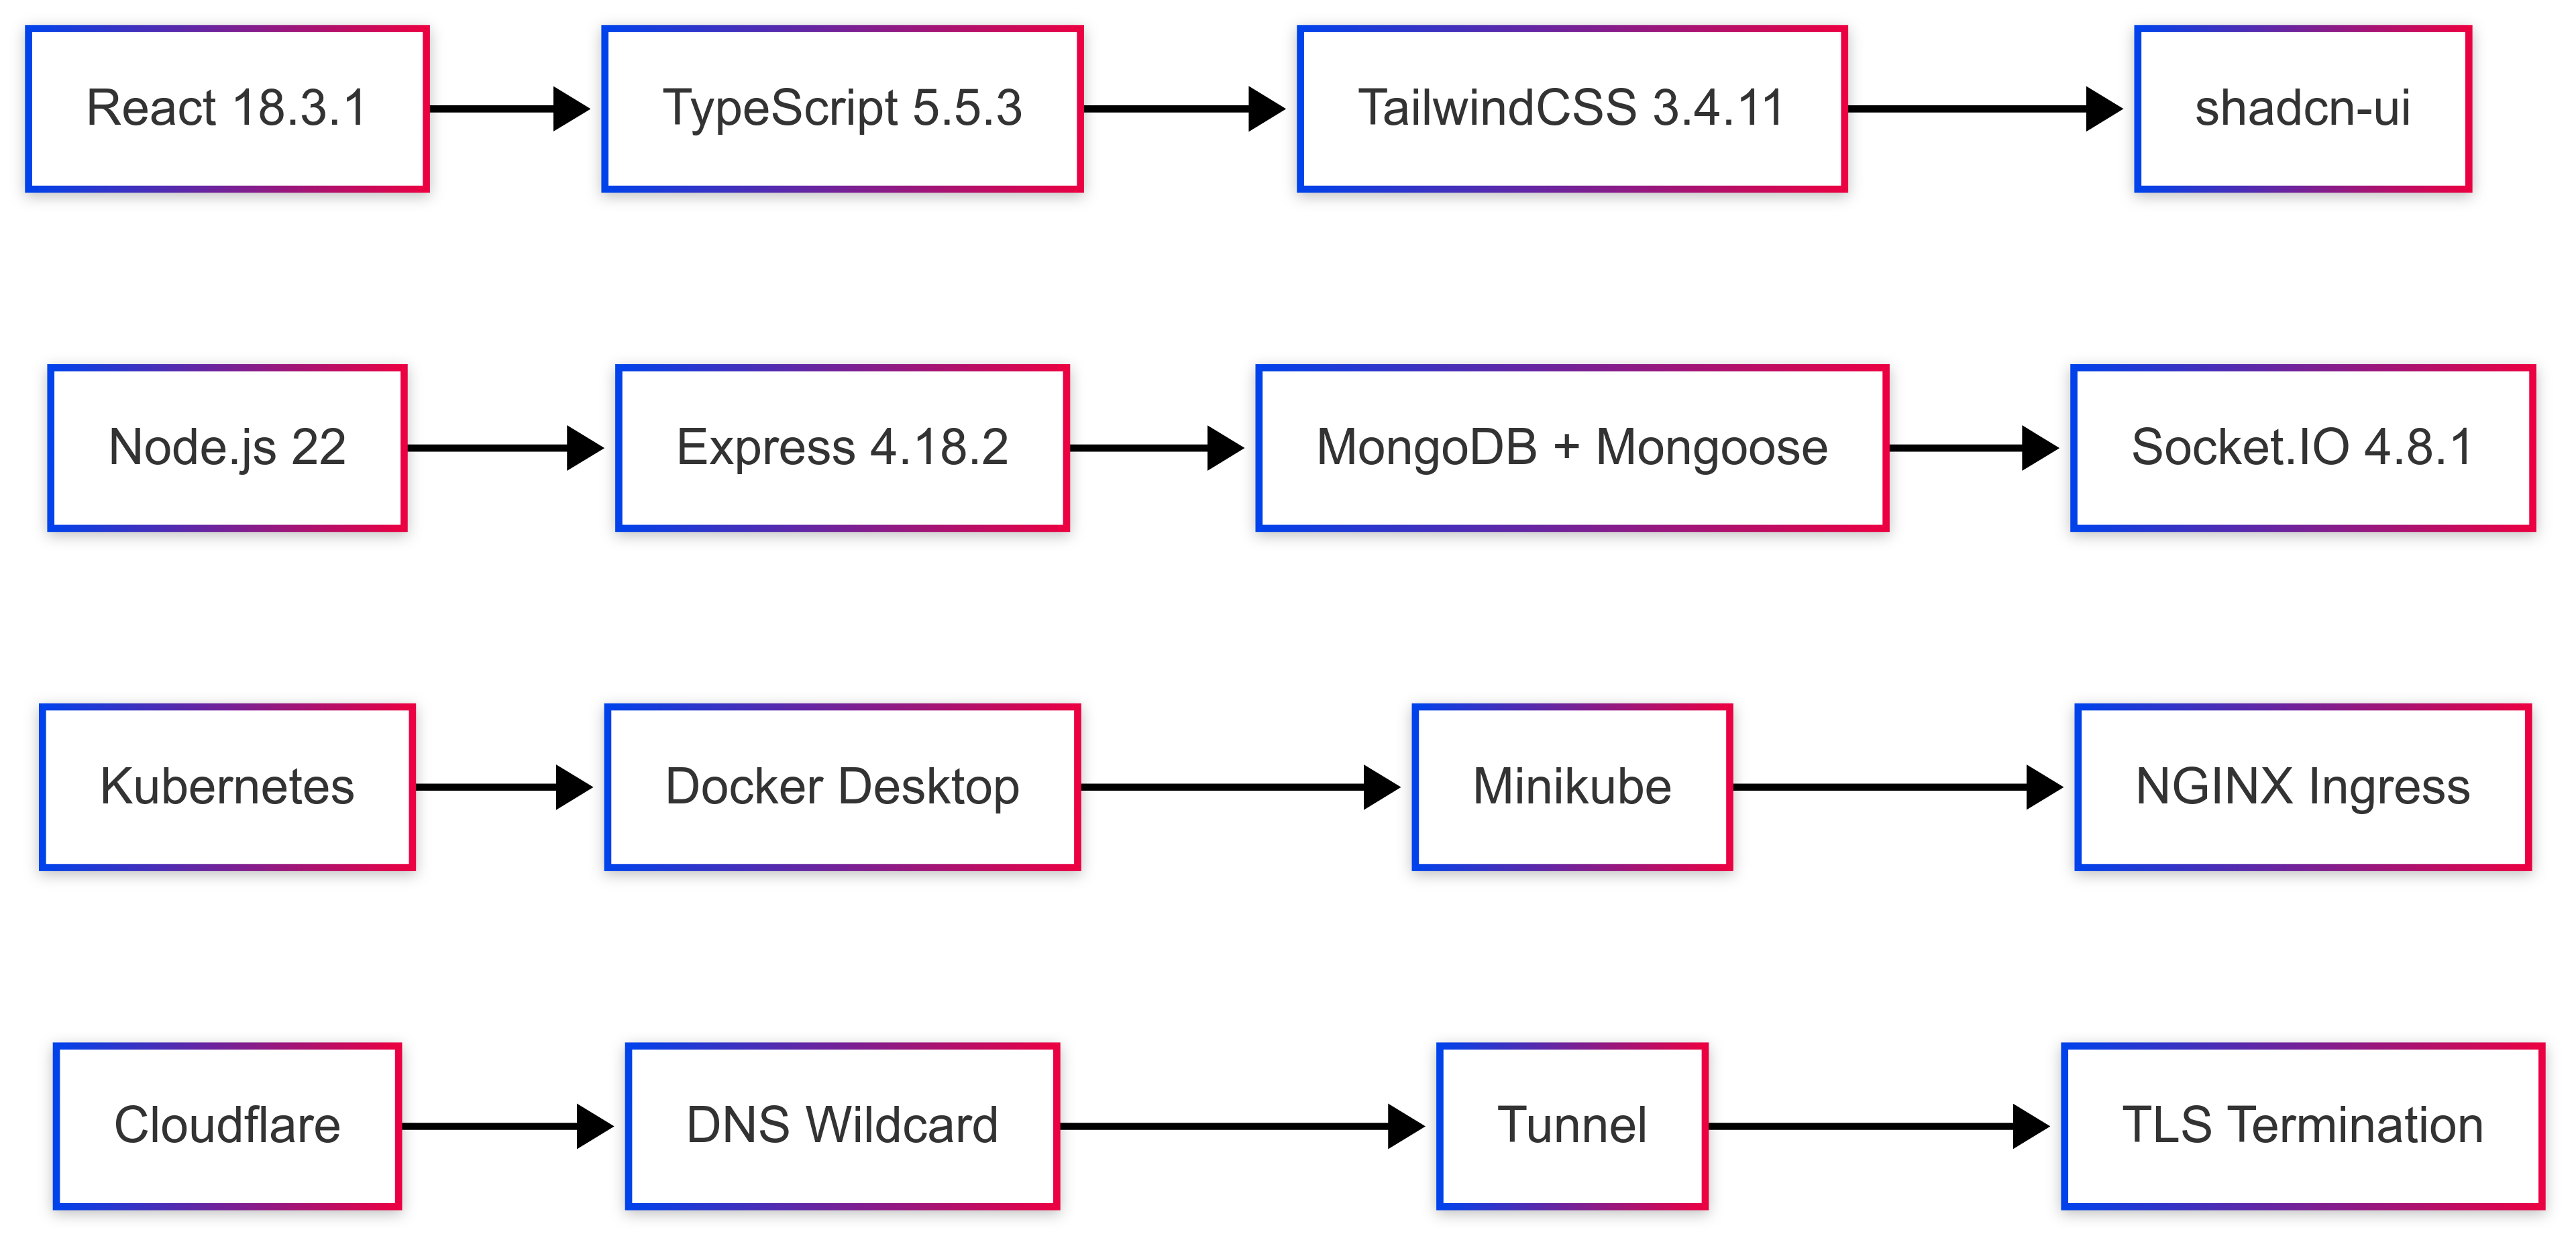 React 18.3.1
TypeScript 5.5.3
TailwindCSS 3.4.11
shadcn-ui
Node.js 22
Express 4.18.2
MongoDB + Mongoose
Socket.IO 4.8.1
Kubernetes
Docker Desktop
Minikube
NGINX Ingress
Cloudflare
DNS Wildcard
Tunnel
TLS Termination